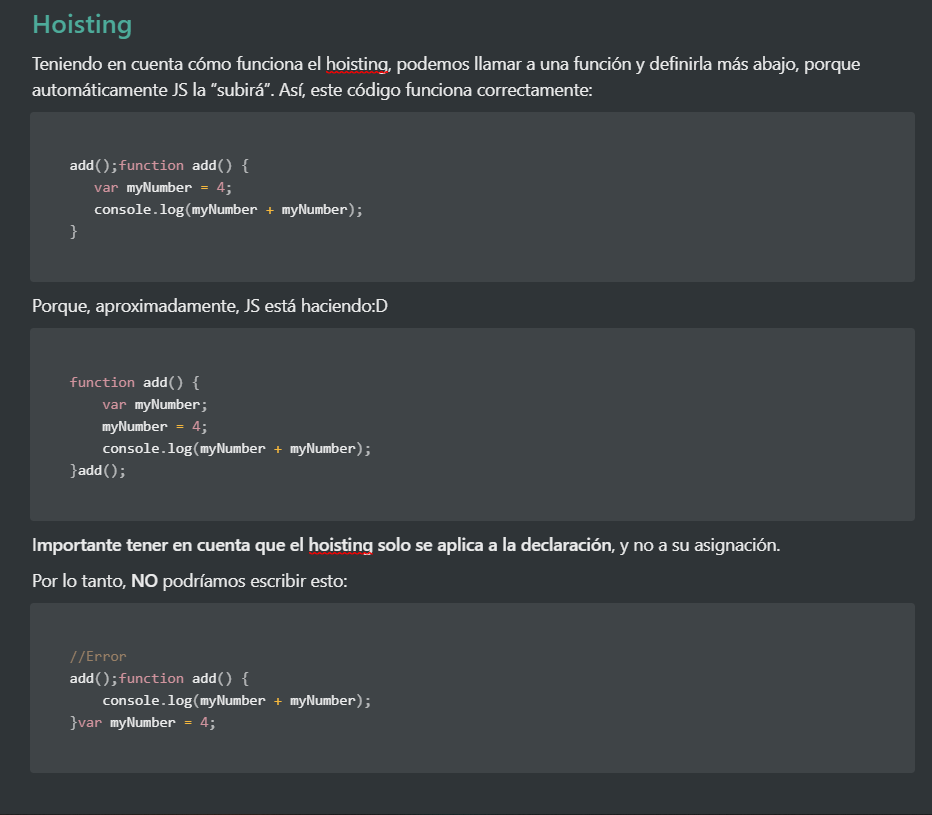 Hoisting
Teniendo en cuenta cómo funciona el hoisting, podemos llamar a una función y definirla más abajo, porque
automáticamente JS la “subirá”. Así, este código funciona correctamente:
add();function add() {
   var myNumber = 4;
   console.log(myNumber + myNumber);
}
Porque, aproximadamente, JS está haciendo:D
function add() {
    var myNumber;
    myNumber = 4;
    console.log(myNumber + myNumber);
}add();
Importante tener en cuenta que el hoisting solo se aplica a la declaración, y no a su asignación.
Por lo tanto, NO podríamos escribir esto:
//Error
add();function add() {
    console.log(myNumber + myNumber);
}var myNumber = 4;